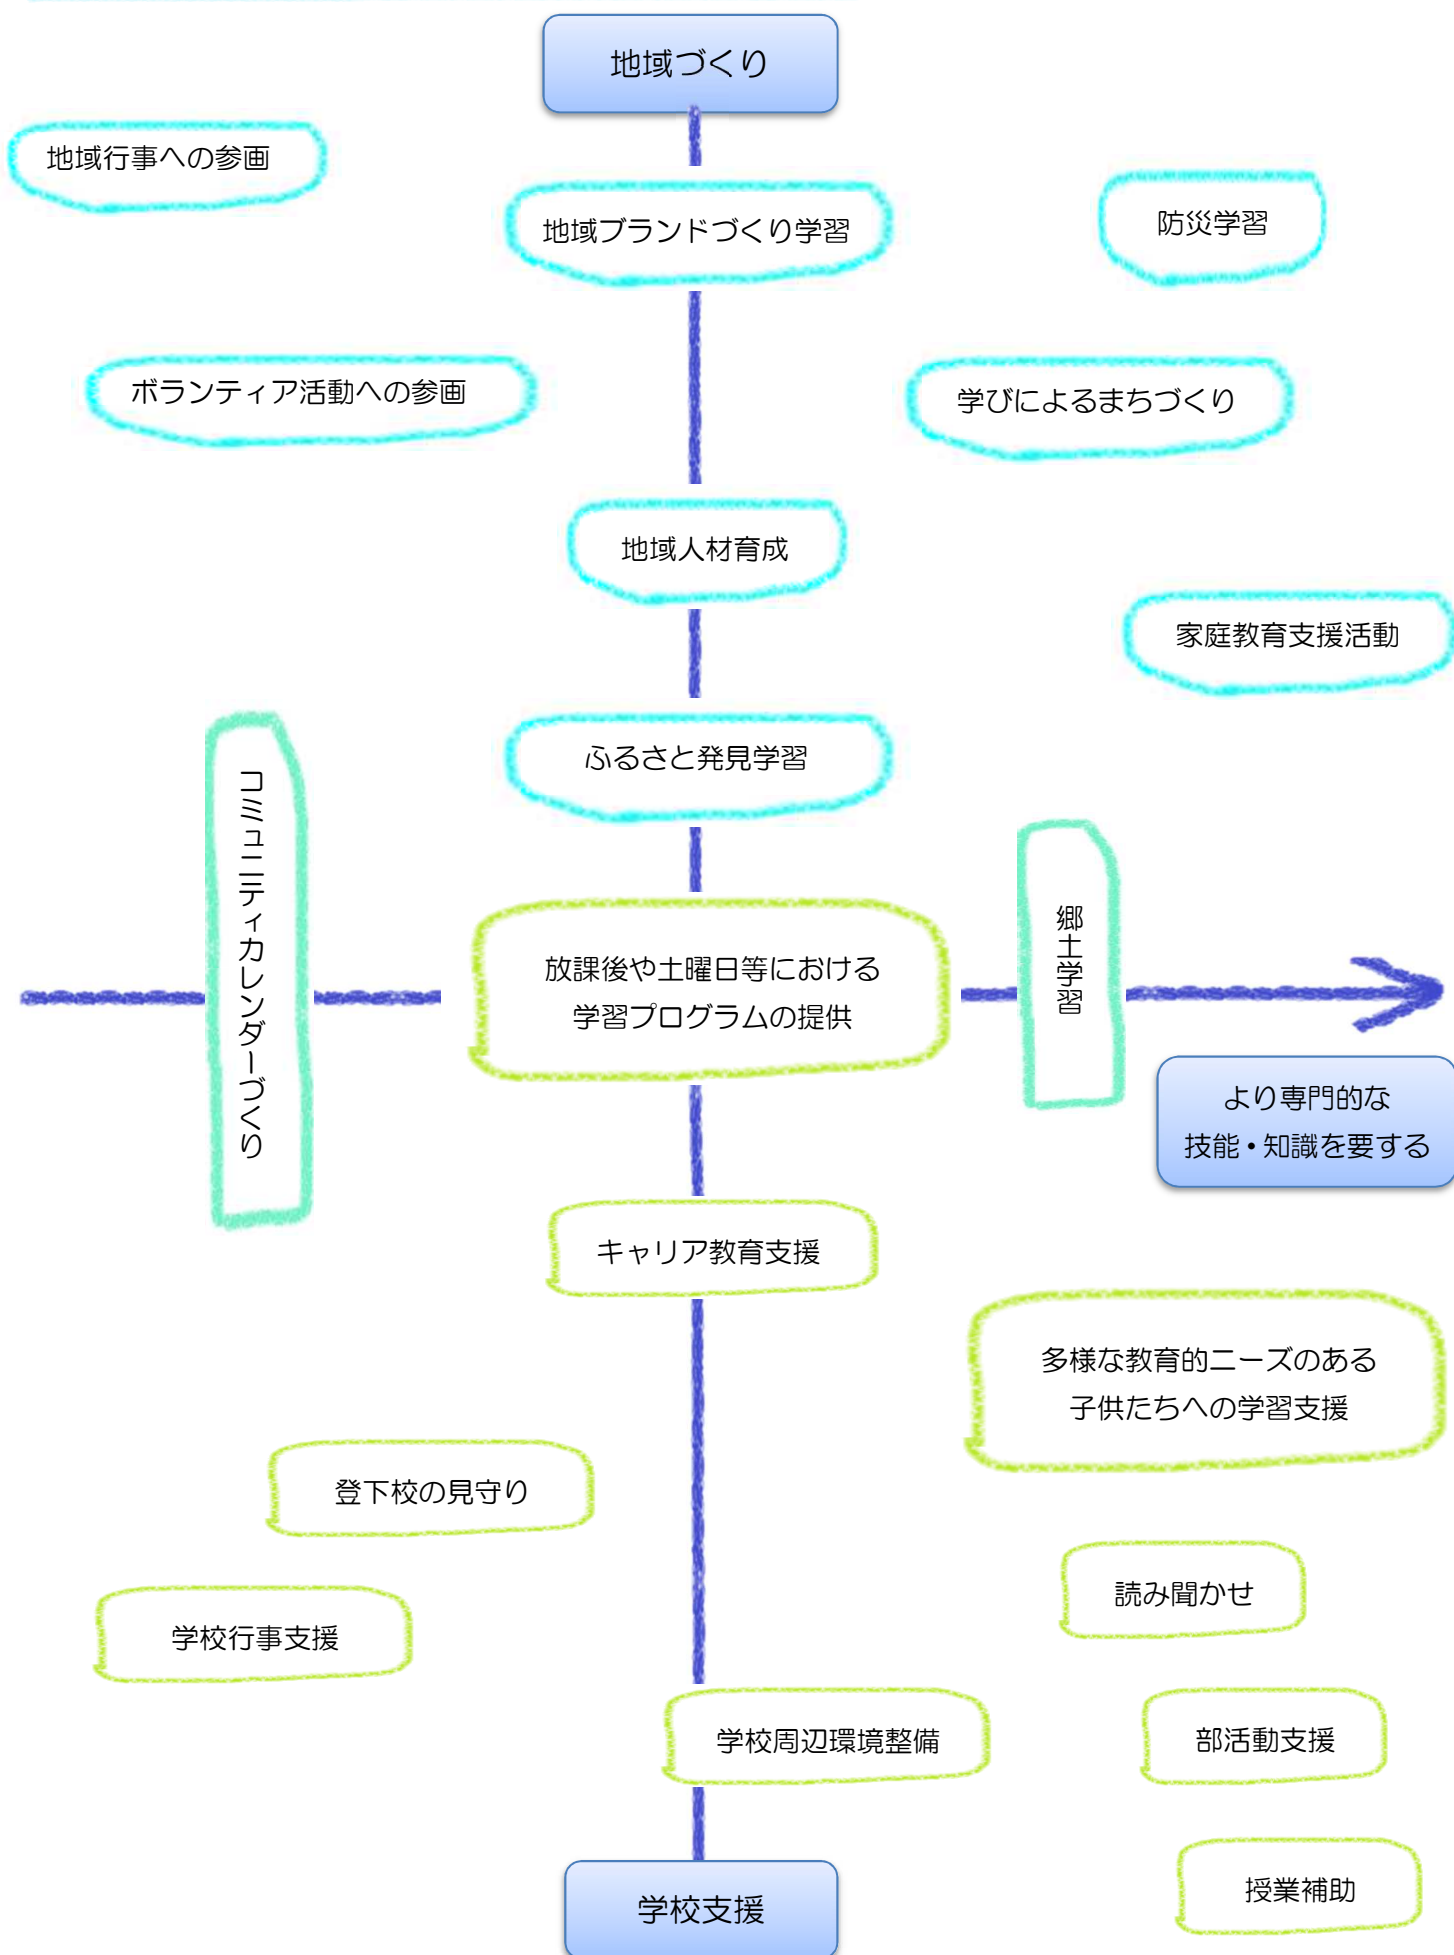 地域づくり
地域行事への参画
地域ブランドづくり学習
防災学習
ボランティア活動への参画
学びによるまちづくり
地域人材育成
家庭教育支援活動
ふるさと発見学習
コミュニティカレンダーづくり
放課後や土曜日等における
学習プログラムの提供
郷土学習
より専門的な
技能・知識を要する
キャリア教育支援
多様な教育的ニーズのある
子供たちへの学習支援
登下校の見守り
読み聞かせ
学校行事支援
学校周辺環境整備
部活動支援
授業補助
学校支援